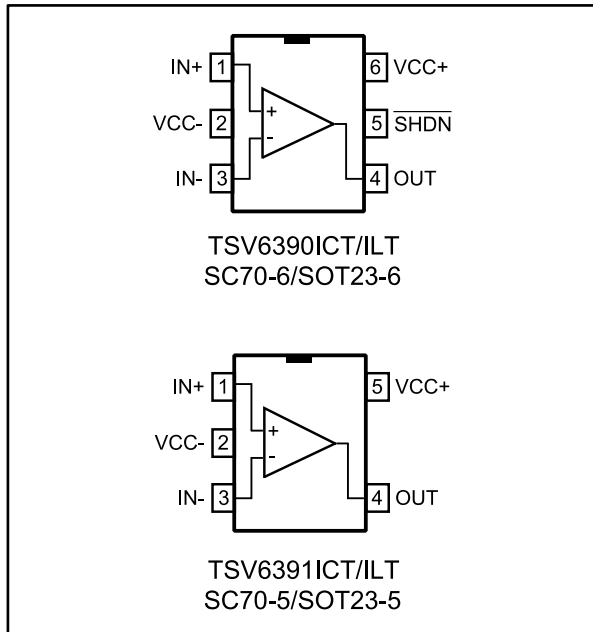 IN+ 1 6 VCC+
+
VCC- 2 5 SHDN
-
IN- 3 4 OUT
TSV6390ICT/ILT
SC70-6/SOT23-6
IN+ 1 5 VCC+
+
VCC- 2
-
IN- 3 4 OUT
TSV6391ICT/ILT
SC70-5/SOT23-5